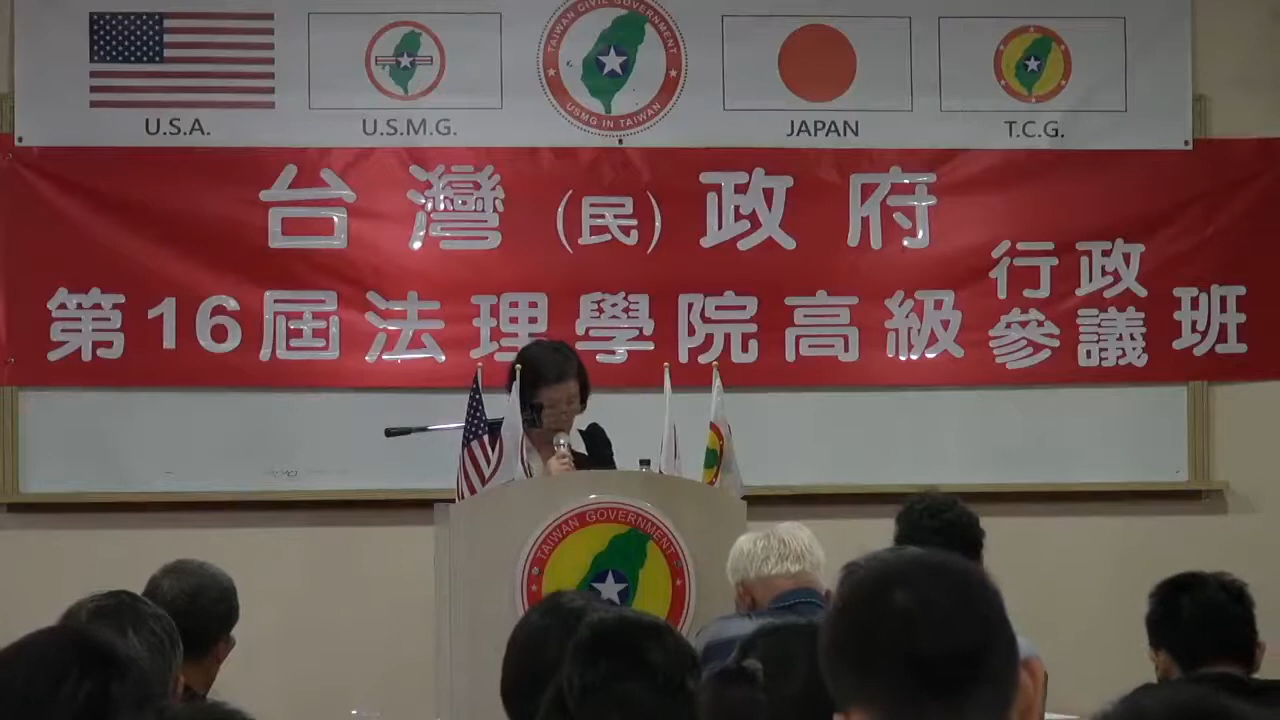 TAIWAN CIVIL GOVERNMENT
USMG IN TAIWAN
U.S.A.
U.S.M.G.
JAPAN
T.C.G.
台灣(民)政府
第16屆法理學院高級行政參議班
TAIWAN GOVERNMENT